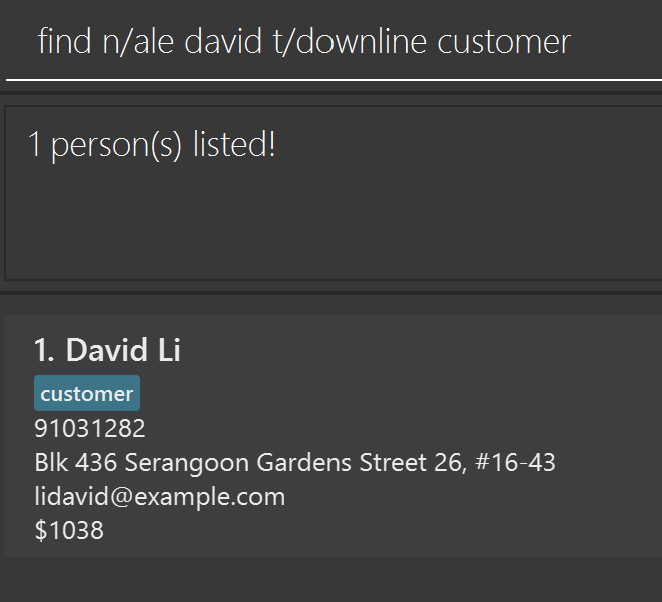 find n/ale david t/downline customer
1 person(s) listed!
1. David Li
customer
91031282
Blk 436 Serangoon Gardens Street 26, #16-43
lidavid@example.com
$1038